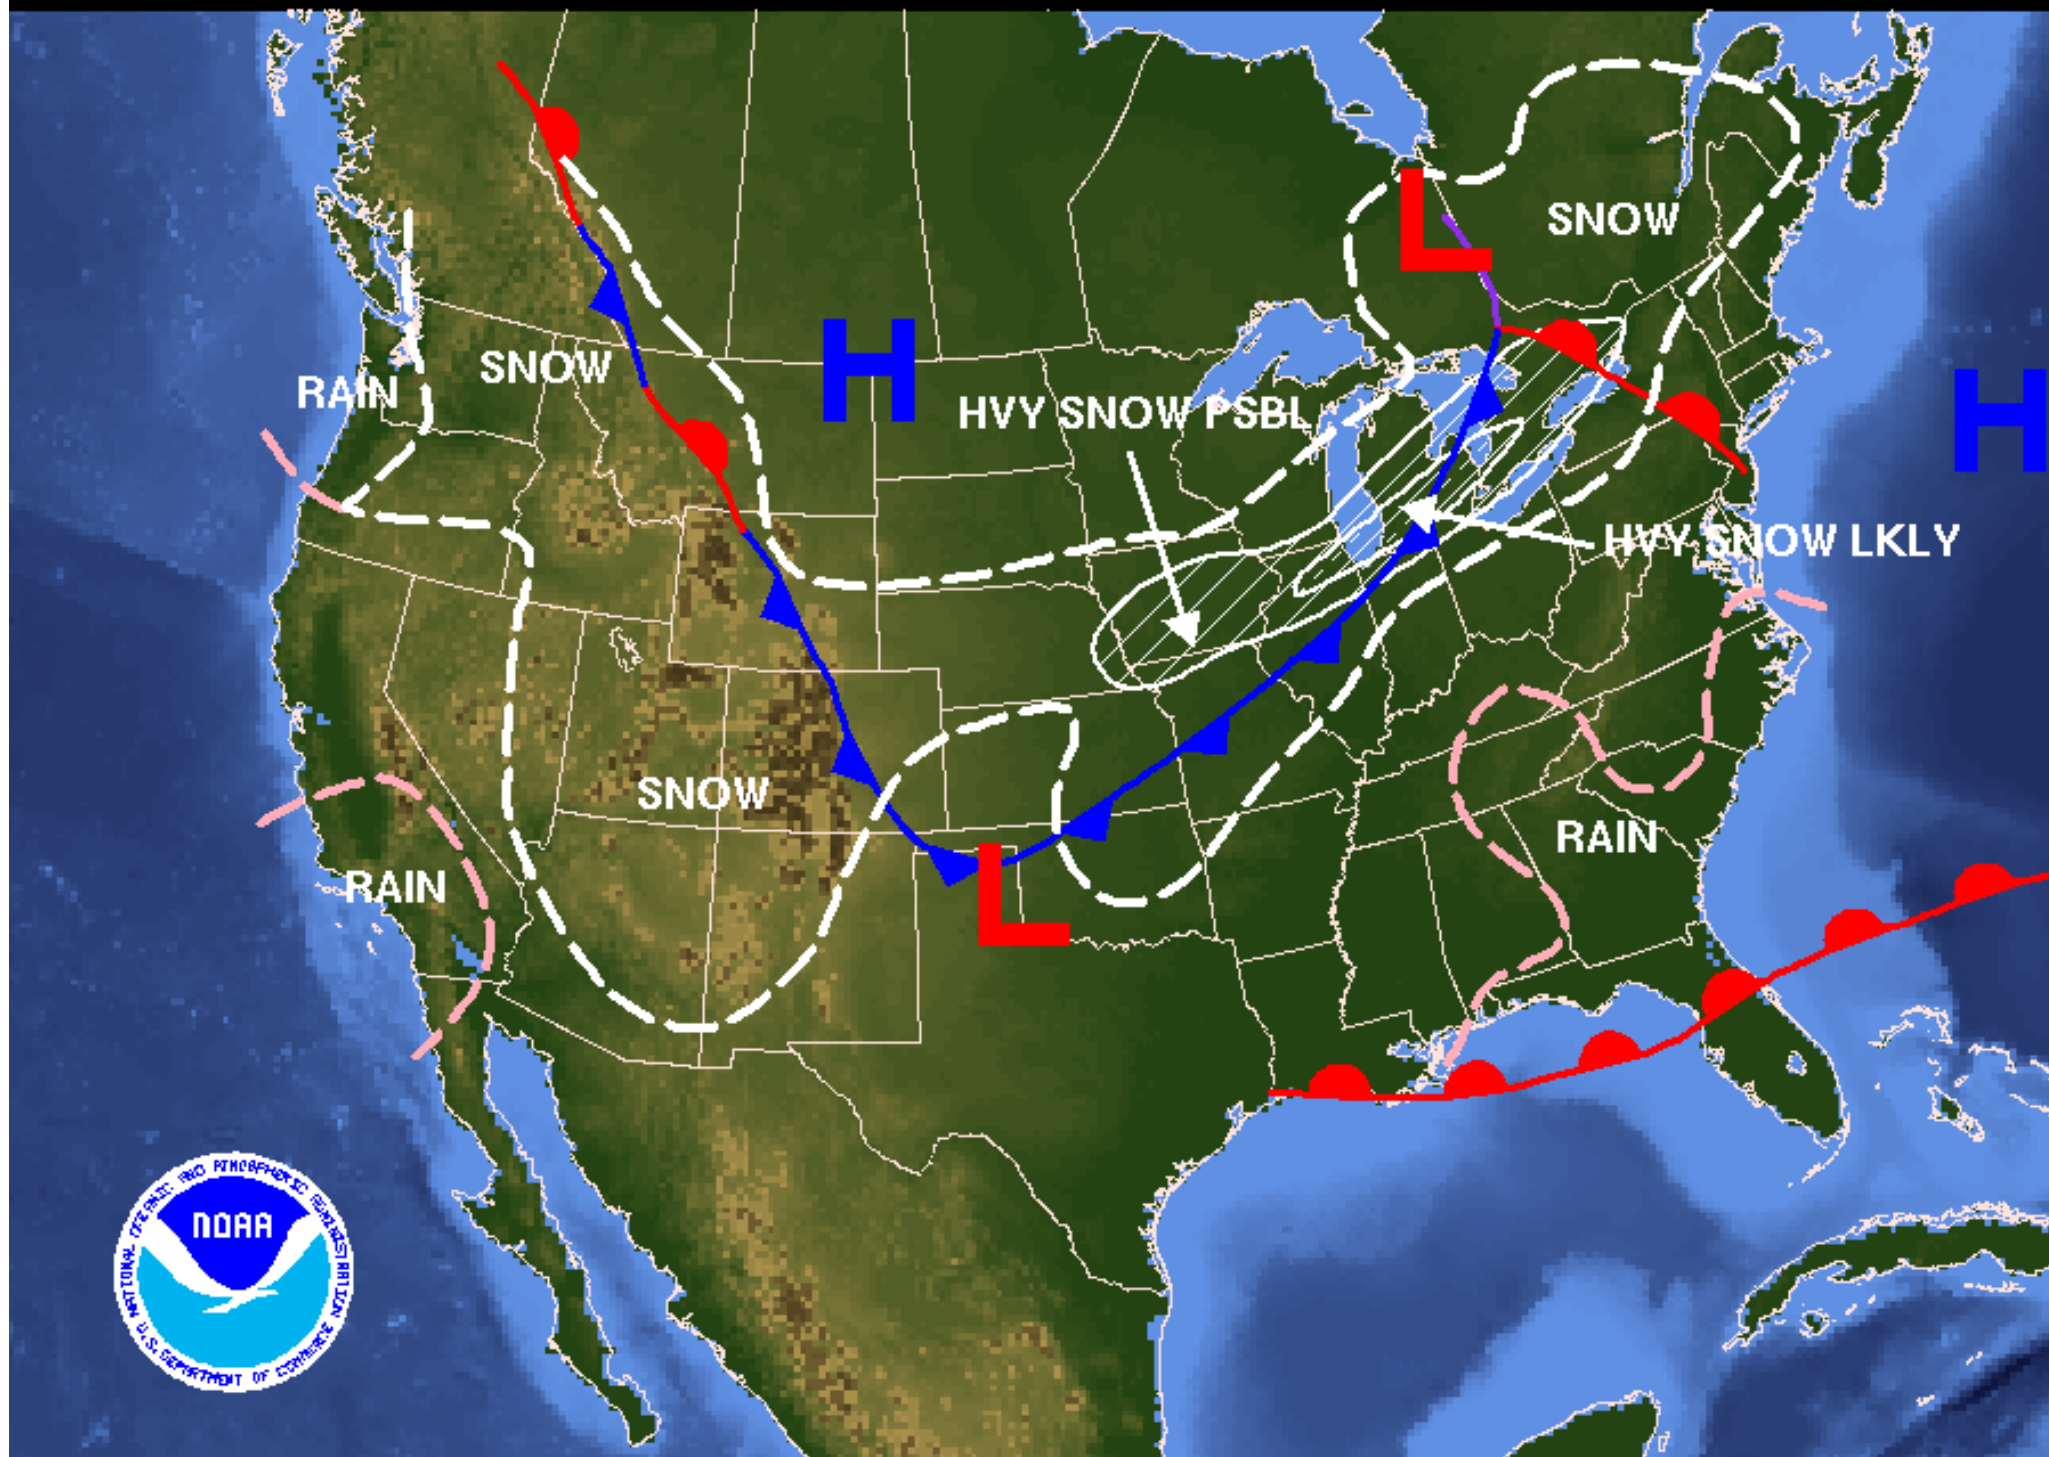 L
SNOW
H
SNOW
RAIN
HVY SNOW PSBL
H
HVY SNOW LKLY
SNOW
RAIN
RAIN
L
NATIONAL OCEANIC AND ATMOSPHERIC ADMINISTRATION
NOAA
U.S. DEPARTMENT OF COMMERCE